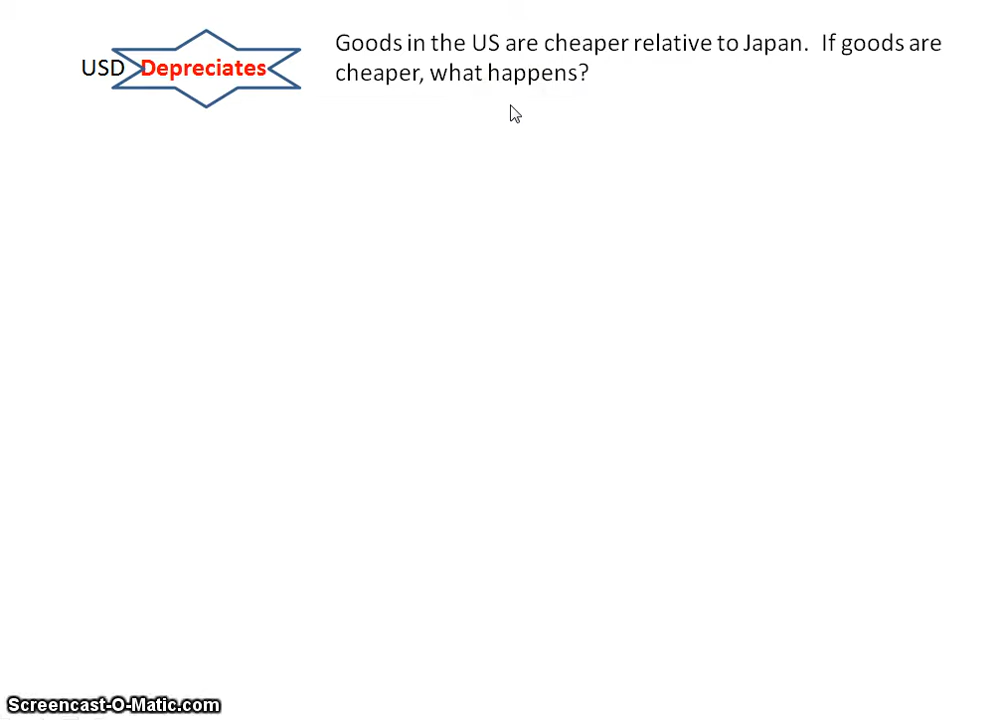 USD Depreciates
Goods in the US are cheaper relative to Japan.  If goods are
cheaper, what happens?
Screencast-O-Matic.com